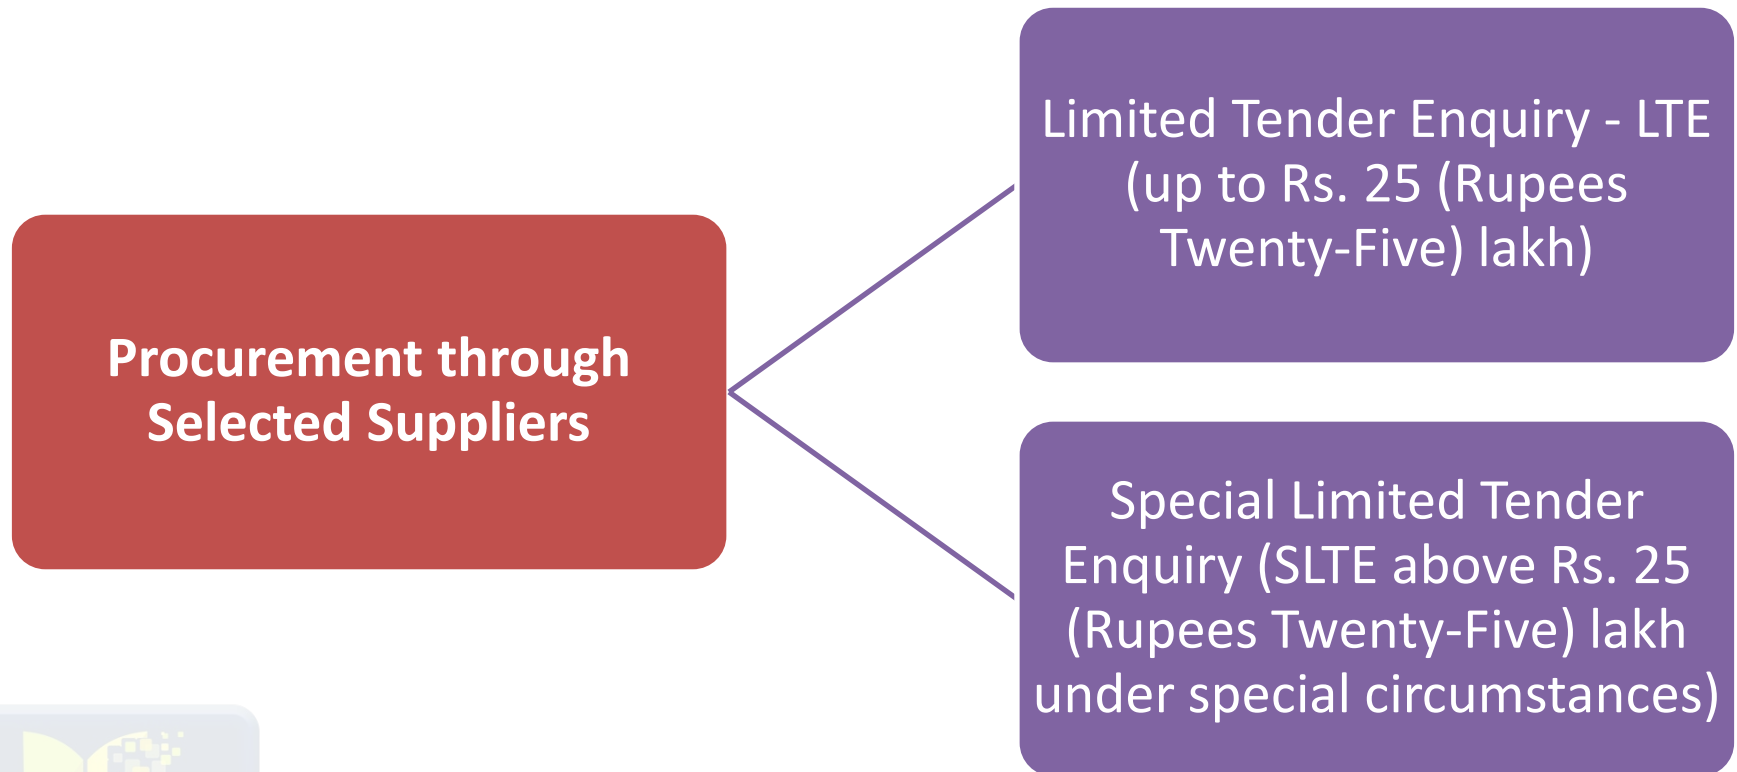 Procurement through
Selected Suppliers
Limited Tender Enquiry - LTE
(up to Rs. 25 (Rupees
Twenty-Five) lakh)
Special Limited Tender
Enquiry (SLTE above Rs. 25
(Rupees Twenty-Five) lakh
under special circumstances)